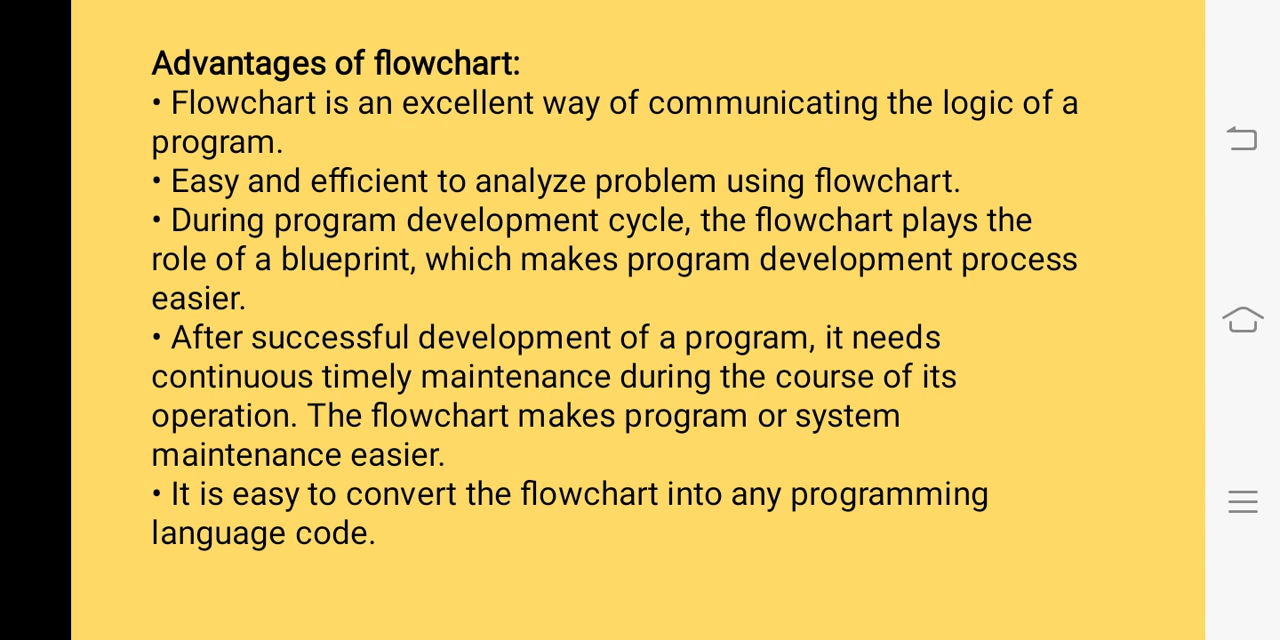 Advantages of flowchart:
• Flowchart is an excellent way of communicating the logic of a
program.
• Easy and efficient to analyze problem using flowchart.
• During program development cycle, the flowchart plays the
role of a blueprint, which makes program development process
easier.
• After successful development of a program, it needs
continuous timely maintenance during the course of its
operation. The flowchart makes program or system
maintenance easier.
• It is easy to convert the flowchart into any programming
language code.